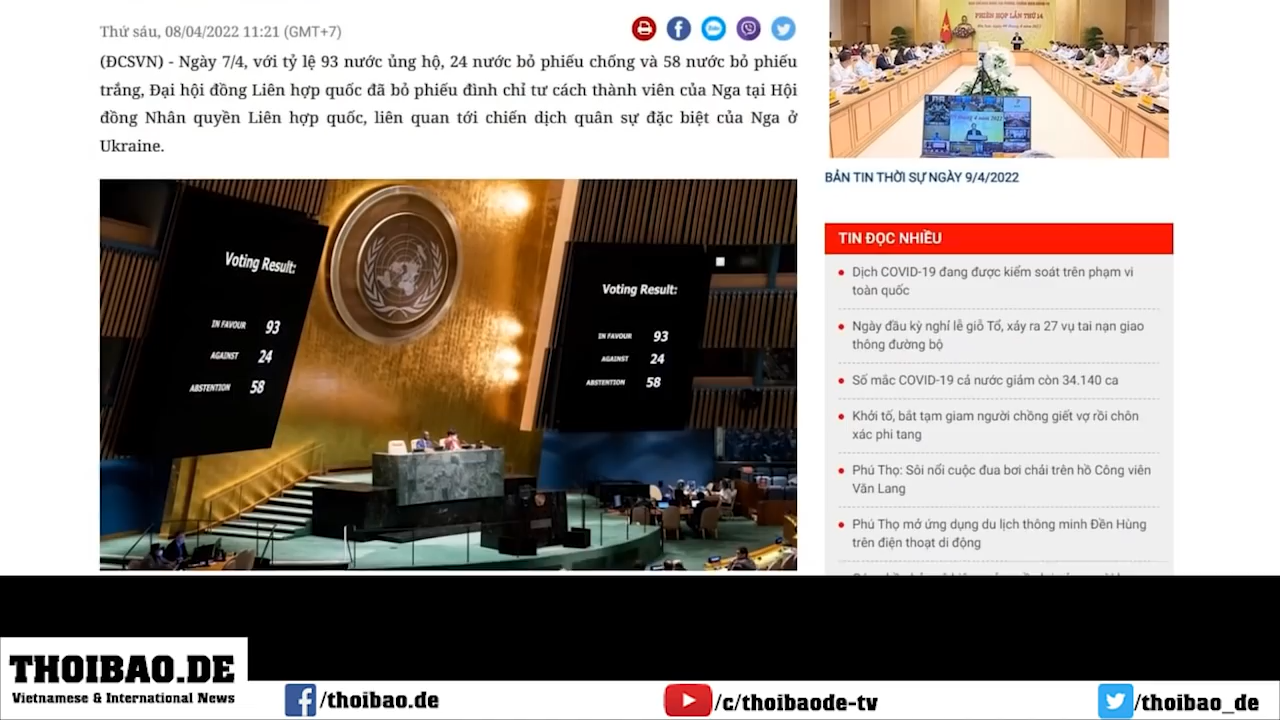 Thứ sáu, 08/04/2022 11:21 (GMT+7)
(ĐCSVN) - Ngày 7/4, với tỷ lệ 93 nước ủng hộ, 24 nước bỏ phiếu chống và 58 nước bỏ phiếu
trắng, Đại hội đồng Liên hợp quốc đã bỏ phiếu đình chỉ tư cách thành viên của Nga tại Hội
đồng Nhân quyền Liên hợp quốc, liên quan tới chiến dịch quân sự đặc biệt của Nga ở
Ukraine.
Voting Result:
IN FAVOUR 93
AGAINST 24
ABSTENTION 58
Voting Result:
IN FAVOUR 93
AGAINST 24
ABSTENTION 58
PHIÊN HỌP LẦN THỨ 14
BẢN TIN THỜI SỰ NGÀY 9/4/2022
TIN ĐỌC NHIỀU
Dịch COVID-19 đang được kiểm soát trên phạm vi
toàn quốc
Ngày đầu kỳ nghỉ lễ giỗ Tổ, xảy ra 27 vụ tai nạn giao
thông đường bộ
Số mắc COVID-19 cả nước giảm còn 34.140 ca
Khởi tố, bắt tạm giam người chồng giết vợ rồi chôn
xác phi tang
Phú Thọ: Sôi nổi cuộc đua bơi chải trên hồ Công viên
Văn Lang
Phú Thọ mở ứng dụng du lịch thông minh Đền Hùng
trên điện thoại di động
THOIBAO.DE
Vietnamese & International News
/thoibao.de
/c/thoibaode-tv
/thoibao_de